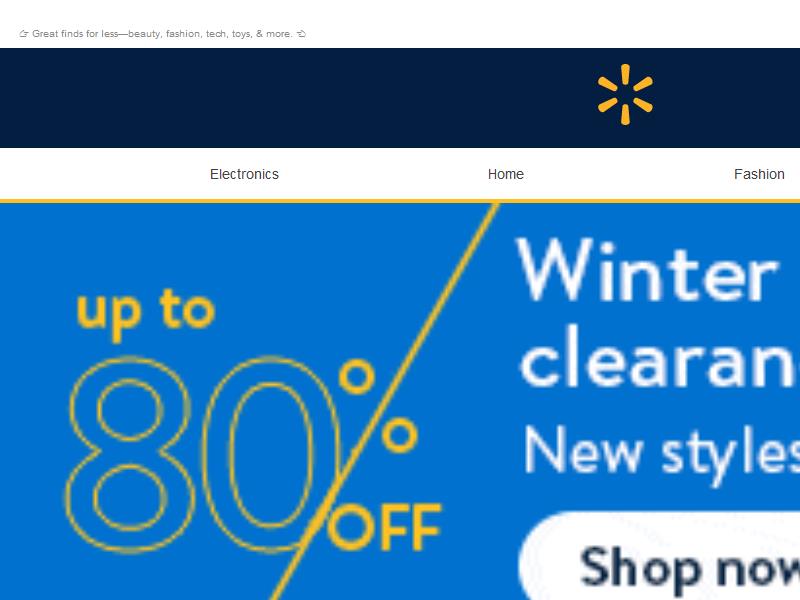 👉 Great finds for less—beauty, fashion, tech, toys, & more. 👈
Electronics
Home
Fashion
up to
80%
OFF
Winter
clearan
New styles
Shop now